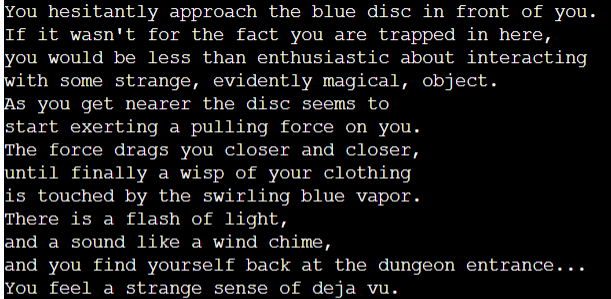 You hesitantly approach the blue disc in front of you.
If it wasn't for the fact you are trapped in here,
you would be less than enthusiastic about interacting
with some strange, evidently magical, object.
As you get nearer the disc seems to
start exerting a pulling force on you.
The force drags you closer and closer,
until finally a wisp of your clothing
is touched by the swirling blue vapor.
There is a flash of light,
and a sound like a wind chime,
and you find yourself back at the dungeon entrance...
You feel a strange sense of deja vu.